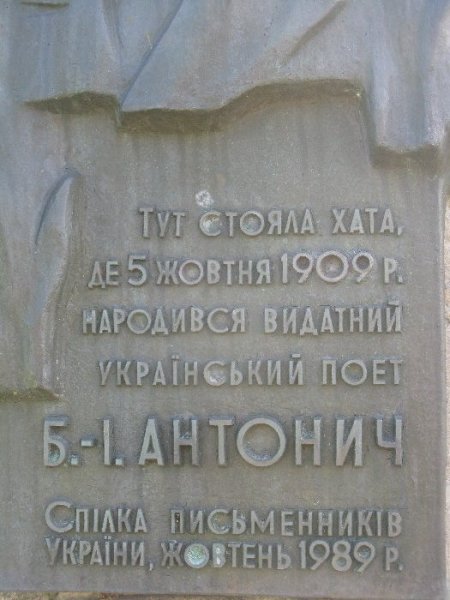 Тут стояла хата,
де 5 жовтня 1909 р.
народився видатний
український поет
Б.-І. Антонич
Спілка письменників
України, жовтень 1989 р.